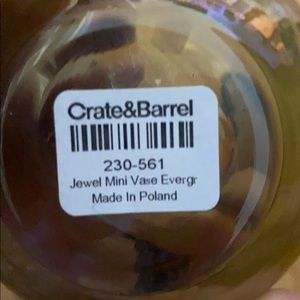 Crate&Barrel
230-561
Jewel Mini Vase Evergr
Made In Poland